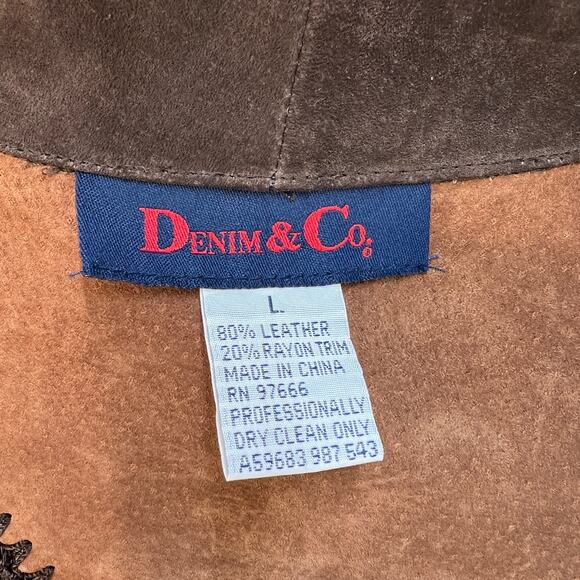 DENIM & CO.®
L.
80% LEATHER
20% RAYON TRIM
MADE IN CHINA
RN 97666
PROFESSIONALLY
DRY CLEAN ONLY
A59683 987 543